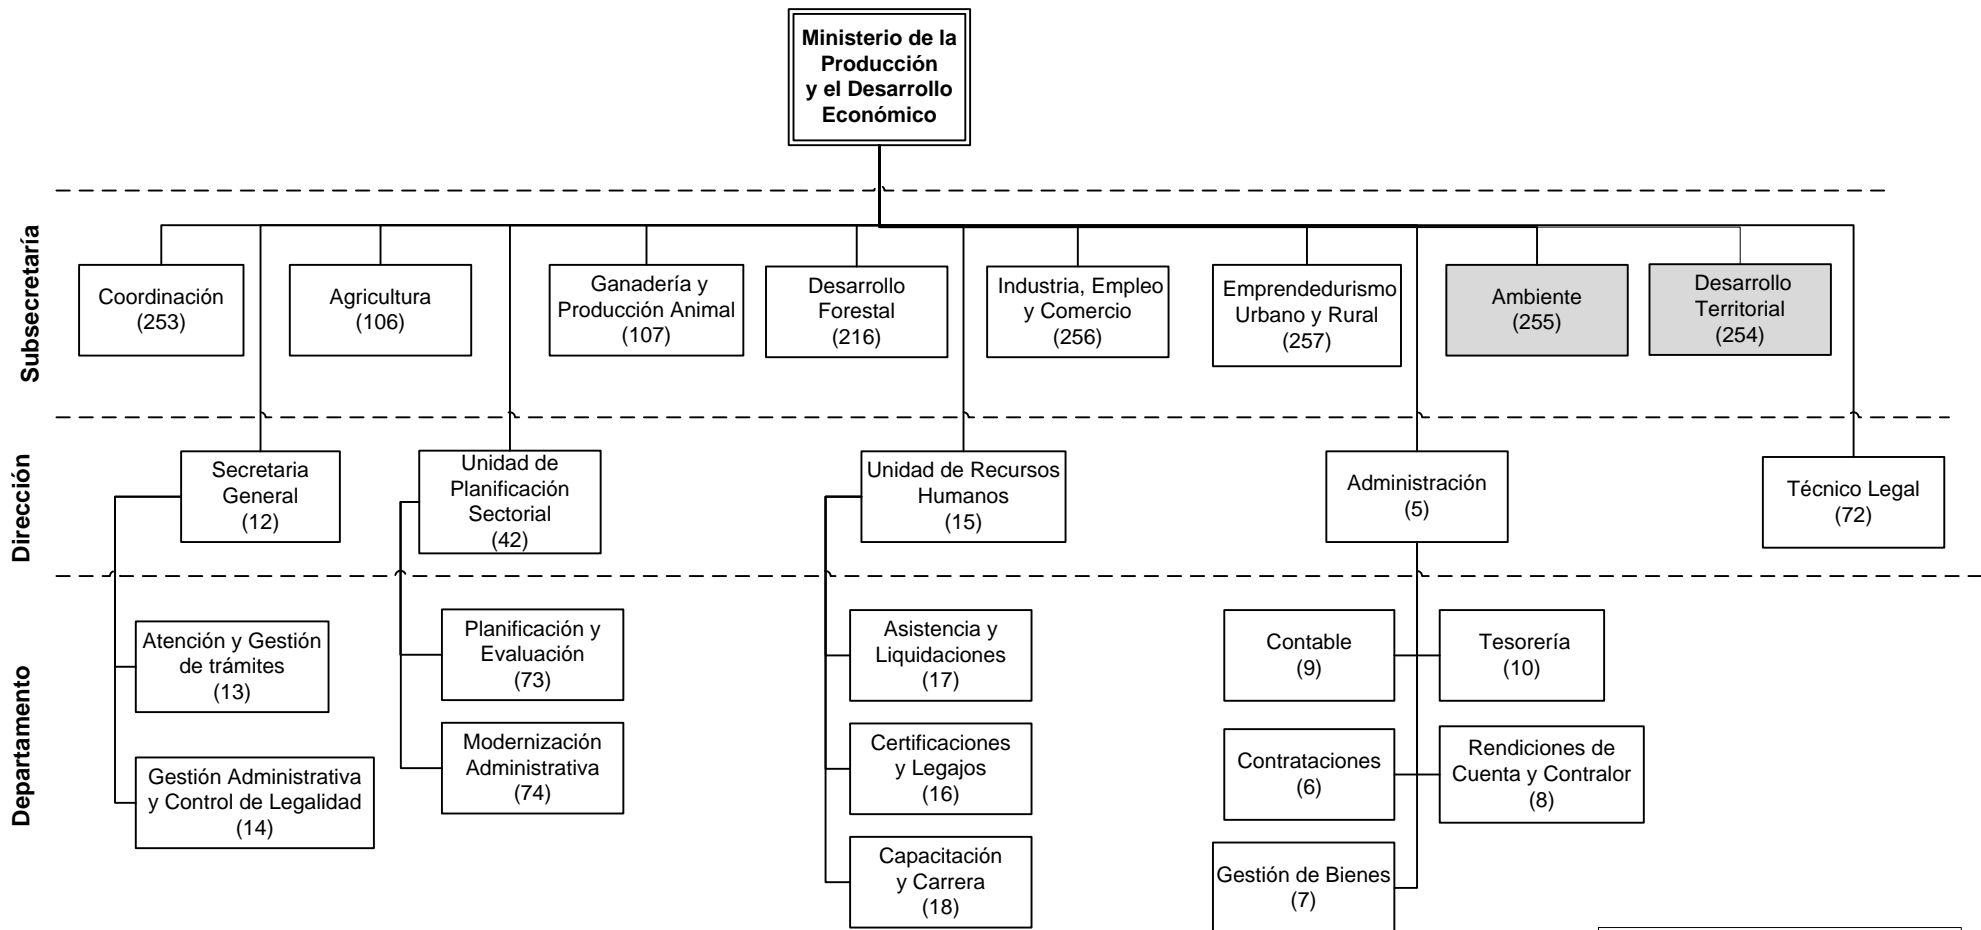 Ministerio de la
Producción
y el Desarrollo
Económico
Subsecretaría
Coordinación
(253)
Agricultura
(106)
Ganadería y
Producción Animal
(107)
Desarrollo
Forestal
(216)
Industria, Empleo
y Comercio
(256)
Emprendedurismo
Urbano y Rural
(257)
Ambiente
(255)
Desarrollo
Territorial
(254)
Dirección
Secretaria
General
(12)
Unidad de
Planificación
Sectorial
(42)
Unidad de Recursos
Humanos
(15)
Administración
(5)
Técnico Legal
(72)
Departamento
Atención y Gestión
de trámites
(13)
Gestión Administrativa
y Control de Legalidad
(14)
Planificación y
Evaluación
(73)
Modernización
Administrativa
(74)
Asistencia y
Liquidaciones
(17)
Certificaciones
y Legajos
(16)
Capacitación
y Carrera
(18)
Contable
(9)
Tesorería
(10)
Contrataciones
(6)
Rendiciones de
Cuenta y Contralor
(8)
Gestión de Bienes
(7)